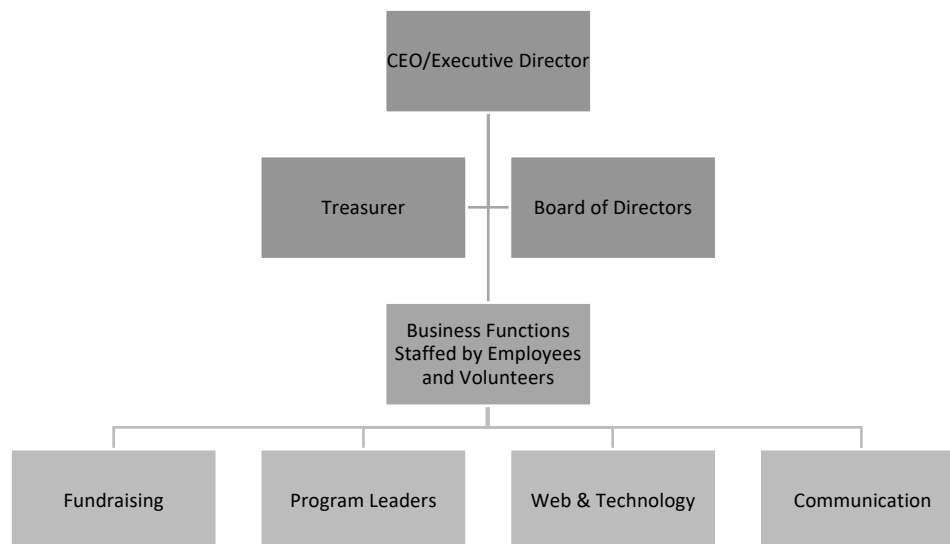 CEO/Executive Director
Treasurer
Board of Directors
Business Functions
Staffed by Employees
and Volunteers
Fundraising
Program Leaders
Web & Technology
Communication